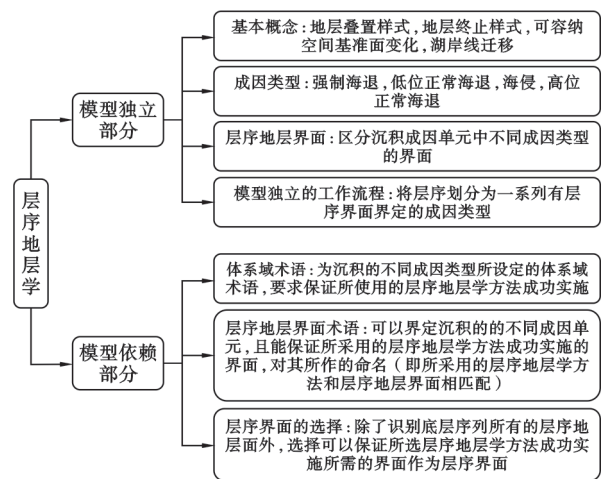 层序地层学
模型独立
部分
基本概念:地层叠置样式,地层终止样式,可容纳
空间基准面变化,湖岸线迁移
成因类型:强制海退,低位正常海退,海侵,高位
正常海退
层序地层界面:区分沉积成因单元中不同成因类型
的界面
模型独立的工作流程:将层序划分为一系列有层
序界面界定的成因类型
模型依赖
部分
体系域术语:为沉积的不同成因类型所设定的体系域
术语,要求保证所使用的层序地层学方法成功实施
层序地层界面术语:可以界定沉积的的不同成因单
元,且能保证所采用的层序地层学方法成功实施的
界面,对其所作的命名(即所采用的层序地层学方
法和层序地层界面相匹配)
层序界面的选择:除了识别底层序列所有的层序地
层面外,选择可以保证所选层序地层学方法成功实
施所需的界面作为层序界面